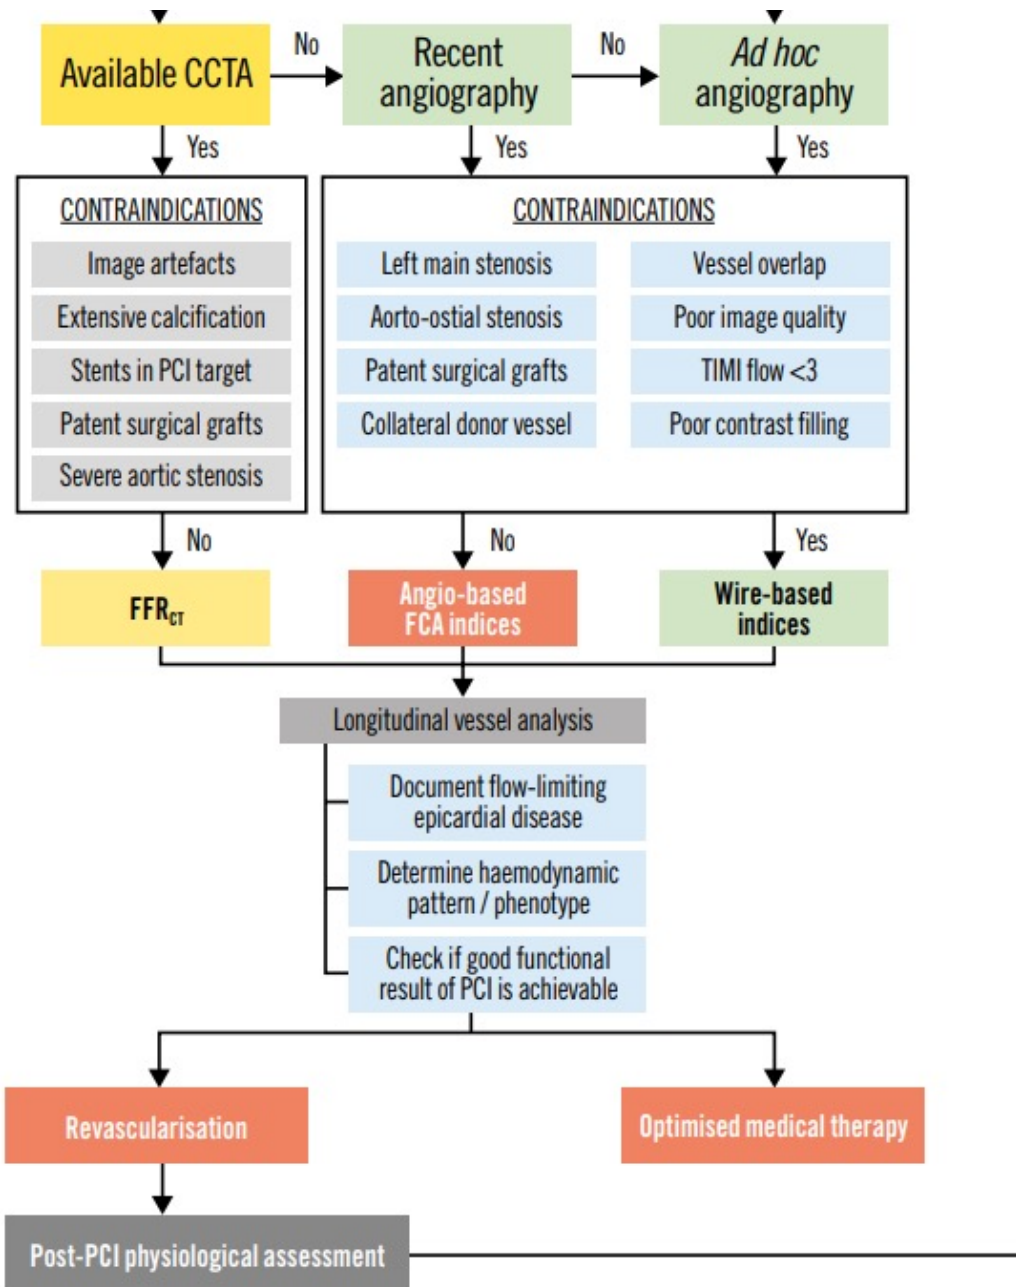 Available CCTA
No
Recent
angiography
No
Ad hoc
angiography
Yes
Yes
Yes
CONTRAINDICATIONS
Image artefacts
Extensive calcification
Stents in PCI target
Patent surgical grafts
Severe aortic stenosis
CONTRAINDICATIONS
Left main stenosis
Aorto-ostial stenosis
Patent surgical grafts
Collateral donor vessel
Vessel overlap
Poor image quality
TIMI flow <3
Poor contrast filling
No
No
Yes
FFRCT
Angio-based
FCA indices
Wire-based
indices
Longitudinal vessel analysis
Document flow-limiting
epicardial disease
Determine haemodynamic
pattern / phenotype
Check if good functional
result of PCI is achievable
Revascularisation
Optimised medical therapy
Post-PCI physiological assessment